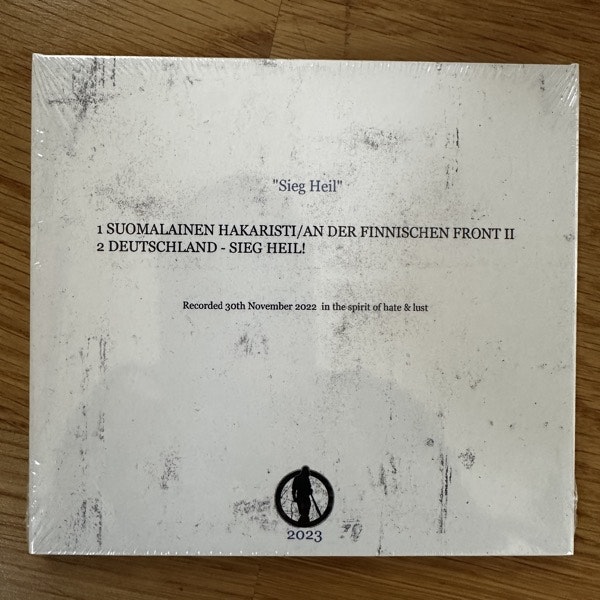 "Sieg Heil"
1 SUOMALAINEN HAKARISTI/AN DER FINNISCHEN FRONT II
2 DEUTSCHLAND - SIEG HEIL!
Recorded 30th November 2022 in the spirit of hate & lust
2023